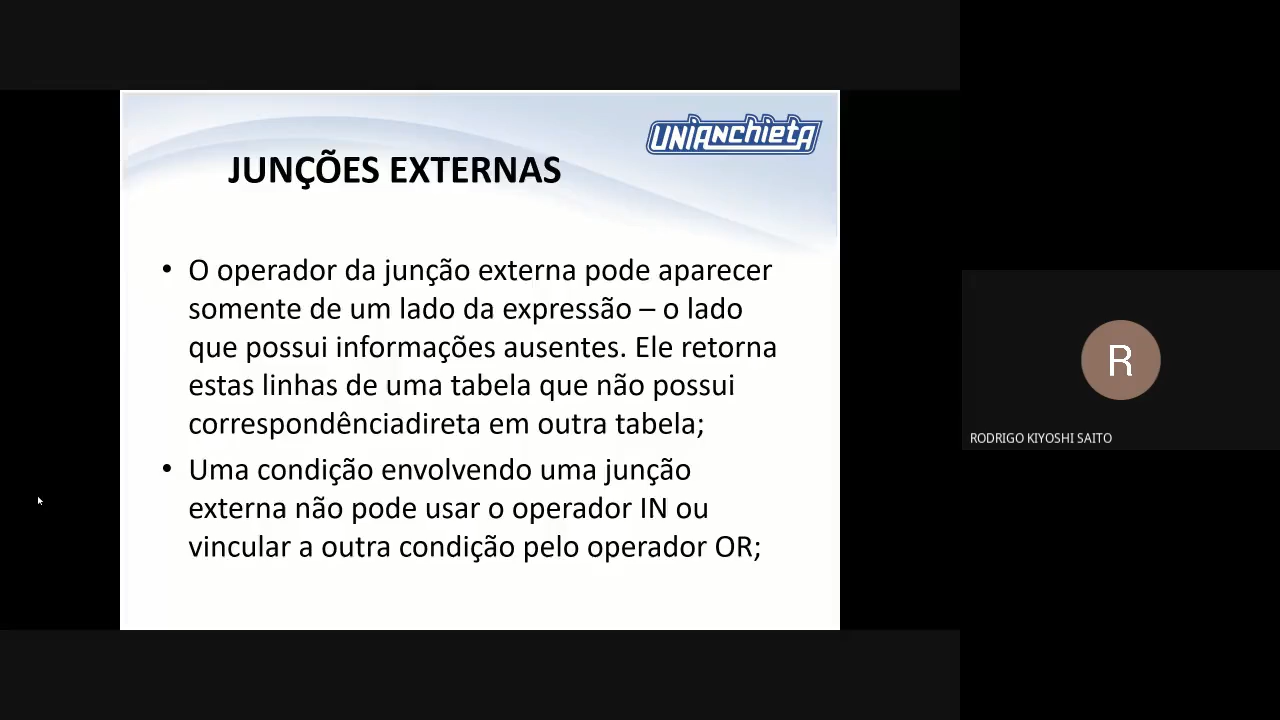 UNIANCHIETA
JUNÇÕES EXTERNAS
• O operador da junção externa pode aparecer
somente de um lado da expressão – o lado
que possui informações ausentes. Ele retorna
estas linhas de uma tabela que não possui
correspondênciadireta em outra tabela;
• Uma condição envolvendo uma junção
externa não pode usar o operador IN ou
vincular a outra condição pelo operador OR;
R
RODRIGO KIYOSHI SAITO